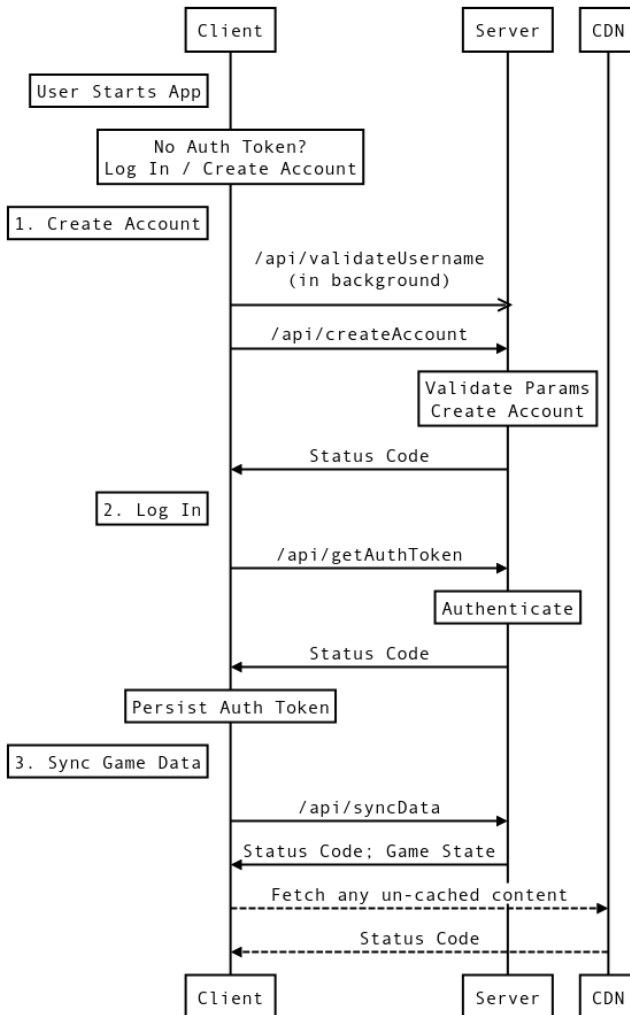 Client
Server
CDN
User Starts App
No Auth Token?
Log In / Create Account
1. Create Account
/api/validateUsername
(in background)
/api/createAccount
Validate Params
Create Account
Status Code
2. Log In
/api/getAuthToken
Authenticate
Status Code
Persist Auth Token
3. Sync Game Data
/api/syncData
Status Code; Game State
Fetch any un-cached content
Status Code
Client
Server
CDN